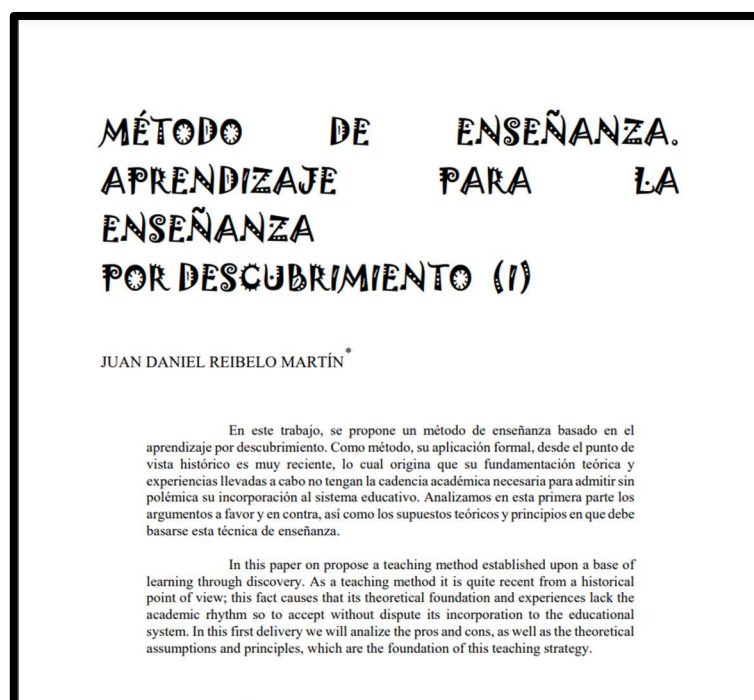 MÉTODO DE ENSEÑANZA.
APRENDIZAJE PARA LA
ENSEÑANZA
POR DESCUBRIMIENTO (I)
JUAN DANIEL REIBELO MARTÍN*
En este trabajo, se propone un método de enseñanza basado en el
aprendizaje por descubrimiento. Como método, su aplicación formal, desde el punto de
vista histórico es muy reciente, lo cual origina que su fundamentación teórica y
experiencias llevadas a cabo no tengan la cadencia académica necesaria para admitir sin
polémica su incorporación al sistema educativo. Analizamos en esta primera parte los
argumentos a favor y en contra, así como los supuestos teóricos y principios en que debe
basarse esta técnica de enseñanza.
In this paper on propose a teaching method established upon a base of
learning through discovery. As a teaching method it is quite recent from a historical
point of view; this fact causes that its theoretical foundation and experiences lack the
academic rhythm so to accept without dispute its incorporation to the educational
system. In this first delivery we will analize the pros and cons, as well as the theoretical
assumptions and principles, which are the foundation of this teaching strategy.